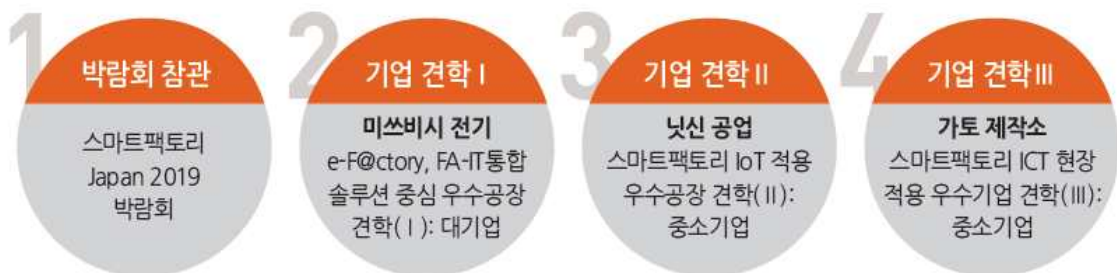 1
박람회 참관
스마트팩토리
Japan 2019
박람회
2
기업 견학 Ⅰ
미쓰비시 전기
e-F@ctory, FA-IT통합
솔루션 중심 우수공장
견학(Ⅰ): 대기업
3
기업 견학Ⅱ
닛신 공업
스마트팩토리 IoT 적용
우수공장 견학(Ⅱ):
중소기업
4
기업 견학Ⅲ
가토 제작소
스마트팩토리 ICT 현장
적용 우수기업 견학(Ⅲ):
중소기업